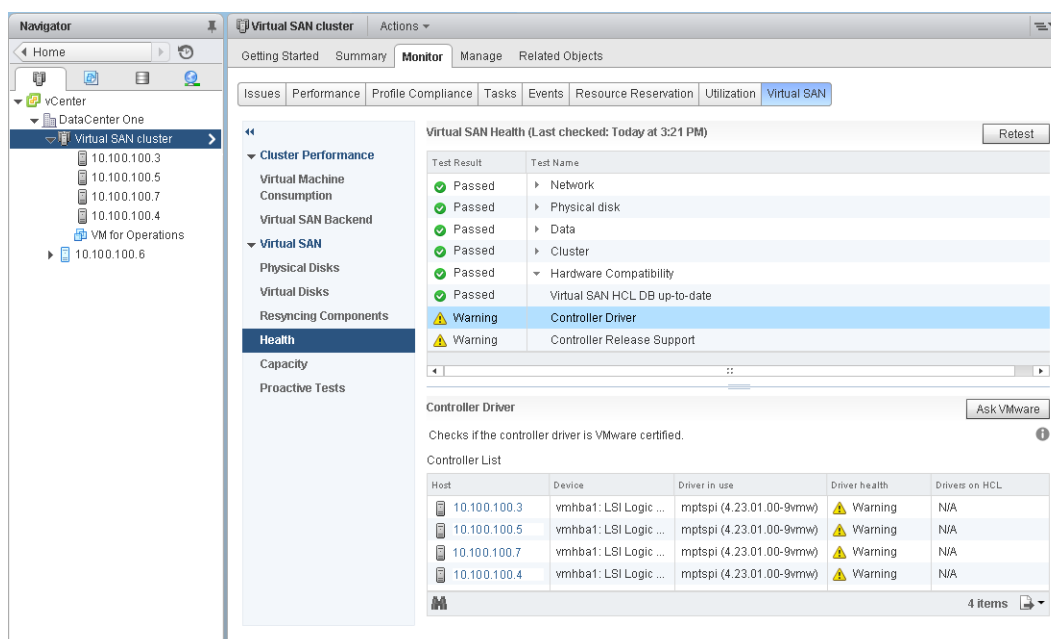 Navigator
Home
vCenter
DataCenter One
Virtual SAN cluster
10.100.100.3
10.100.100.5
10.100.100.7
10.100.100.4
VM for Operations
10.100.100.6
Virtual SAN cluster Actions
Getting Started Summary Monitor Manage Related Objects
Issues Performance Profile Compliance Tasks Events Resource Reservation Utilization Virtual SAN
Cluster Performance
Virtual Machine
Consumption
Virtual SAN Backend
Virtual SAN
Physical Disks
Virtual Disks
Resyncing Components
Health
Capacity
Proactive Tests
Virtual SAN Health (Last checked: Today at 3:21 PM) Retest
Test Result Test Name
Passed Network
Passed Physical disk
Passed Data
Passed Cluster
Passed Hardware Compatibility
Passed Virtual SAN HCL DB up-to-date
Warning Controller Driver
Warning Controller Release Support
Controller Driver Ask VMware
Checks if the controller driver is VMware certified.
Controller List
Host Device Driver in use Driver health Drivers on HCL
10.100.100.3 vmhba1: LSI Logic ... mptspi (4.23.01.00-9vmw) Warning N/A
10.100.100.5 vmhba1: LSI Logic ... mptspi (4.23.01.00-9vmw) Warning N/A
10.100.100.7 vmhba1: LSI Logic ... mptspi (4.23.01.00-9vmw) Warning N/A
10.100.100.4 vmhba1: LSI Logic ... mptspi (4.23.01.00-9vmw) Warning N/A
4 items